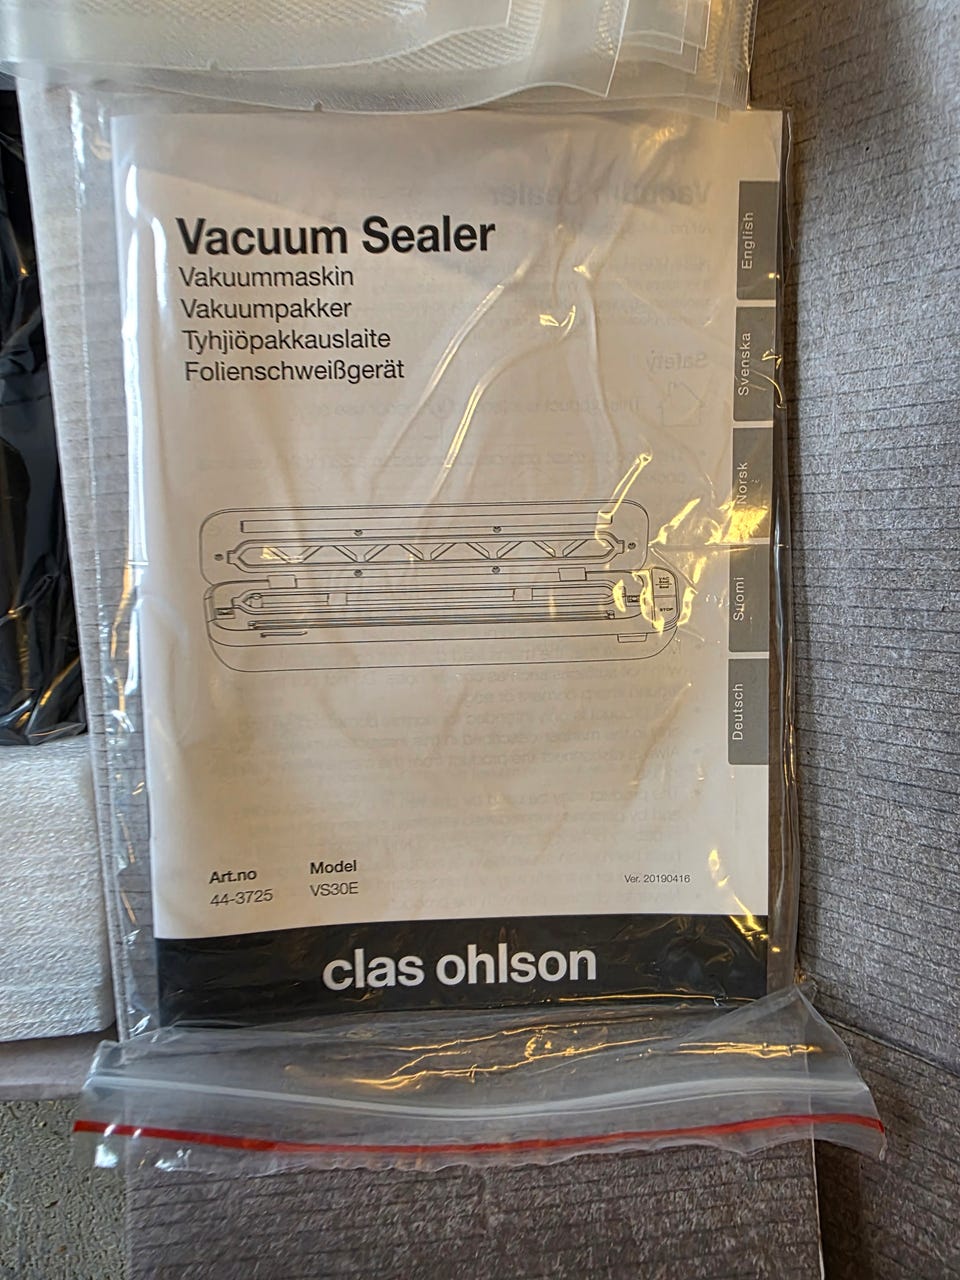 Vacuum Sealer
Vakuummaskin
Vakuumpakker
Tyhjiöpakkauslaite
Folienschweißgerät
English
Svenska
Norsk
Suomi
Deutsch
STOP
Art.no
44-3725
Model
VS30E
Ver. 20190416
clas ohlson